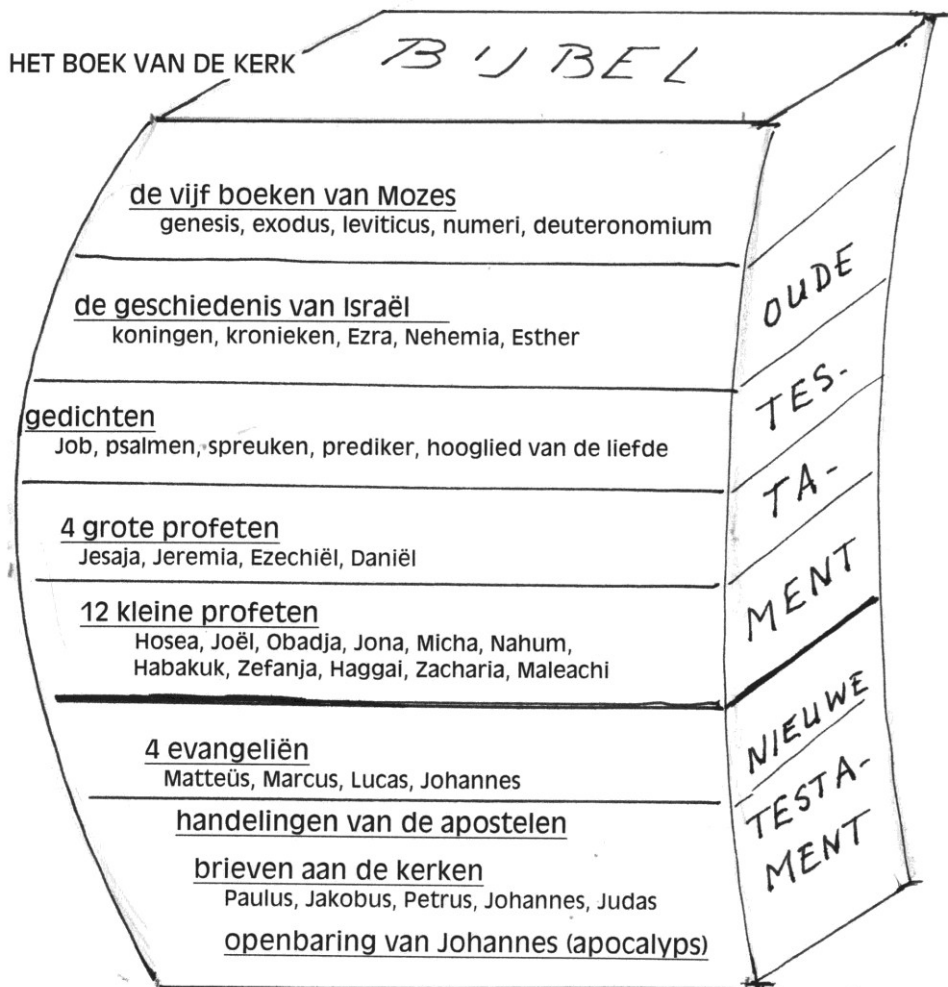 HET BOEK VAN DE KERK
BIJBEL
de vijf boeken van Mozes
genesis, exodus, leviticus, numeri, deuteronomium
de geschiedenis van Israël
koningen, kronieken, Ezra, Nehemia, Esther
gedichten
Job, psalmen, spreuken, prediker, hooglied van de liefde
4 grote profeten
Jesaja, Jeremia, Ezechiël, Daniël
12 kleine profeten
Hosea, Joël, Obadja, Jona, Micha, Nahum,
Habakuk, Zefanja, Haggai, Zacharia, Maleachi
4 evangeliën
Matteüs, Marcus, Lucas, Johannes
handelingen van de apostelen
brieven aan de kerken
Paulus, Jakobus, Petrus, Johannes, Judas
openbaring van Johannes (apocalyps)
OUDE
TES-
TA-
MENT
NIEUWE
TESTA-
MENT